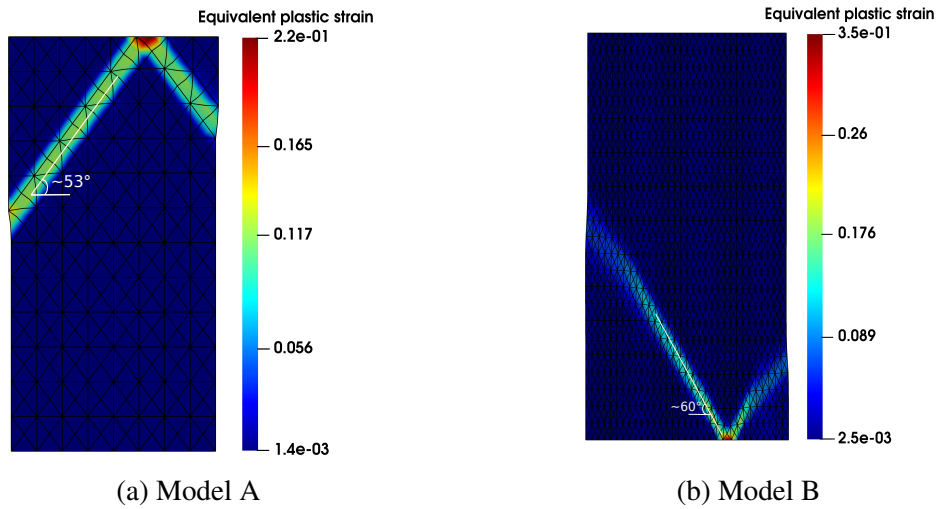 Equivalent plastic strain
2.2e-01
0.165
0.117
0.056
1.4e-03
~53°
(a) Model A
Equivalent plastic strain
3.5e-01
0.26
0.176
0.089
2.5e-03
~60°
(b) Model B